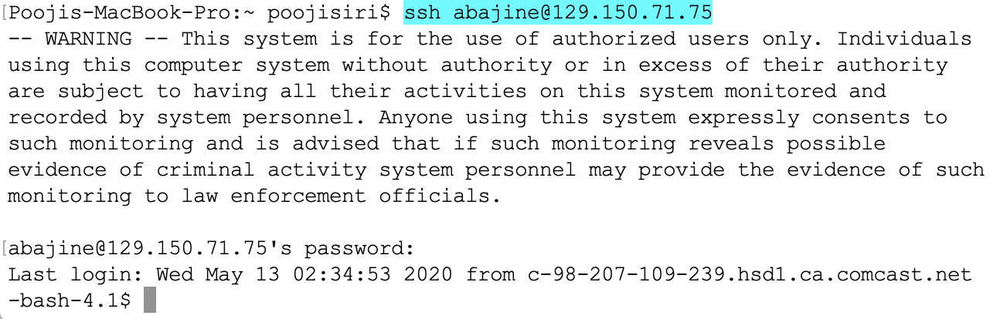 [Poojis-MacBook-Pro:~ poojisiri$ ssh abajine@129.150.71.75
-- WARNING -- This system is for the use of authorized users only. Individuals
using this computer system without authority or in excess of their authority
are subject to having all their activities on this system monitored and
recorded by system personnel. Anyone using this system expressly consents to
such monitoring and is advised that if such monitoring reveals possible
evidence of criminal activity system personnel may provide the evidence of such
monitoring to law enforcement officials.
[abajine@129.150.71.75's password:
Last login: Wed May 13 02:34:53 2020 from c-98-207-109-239.hsd1.ca.comcast.net
-bash-4.1$